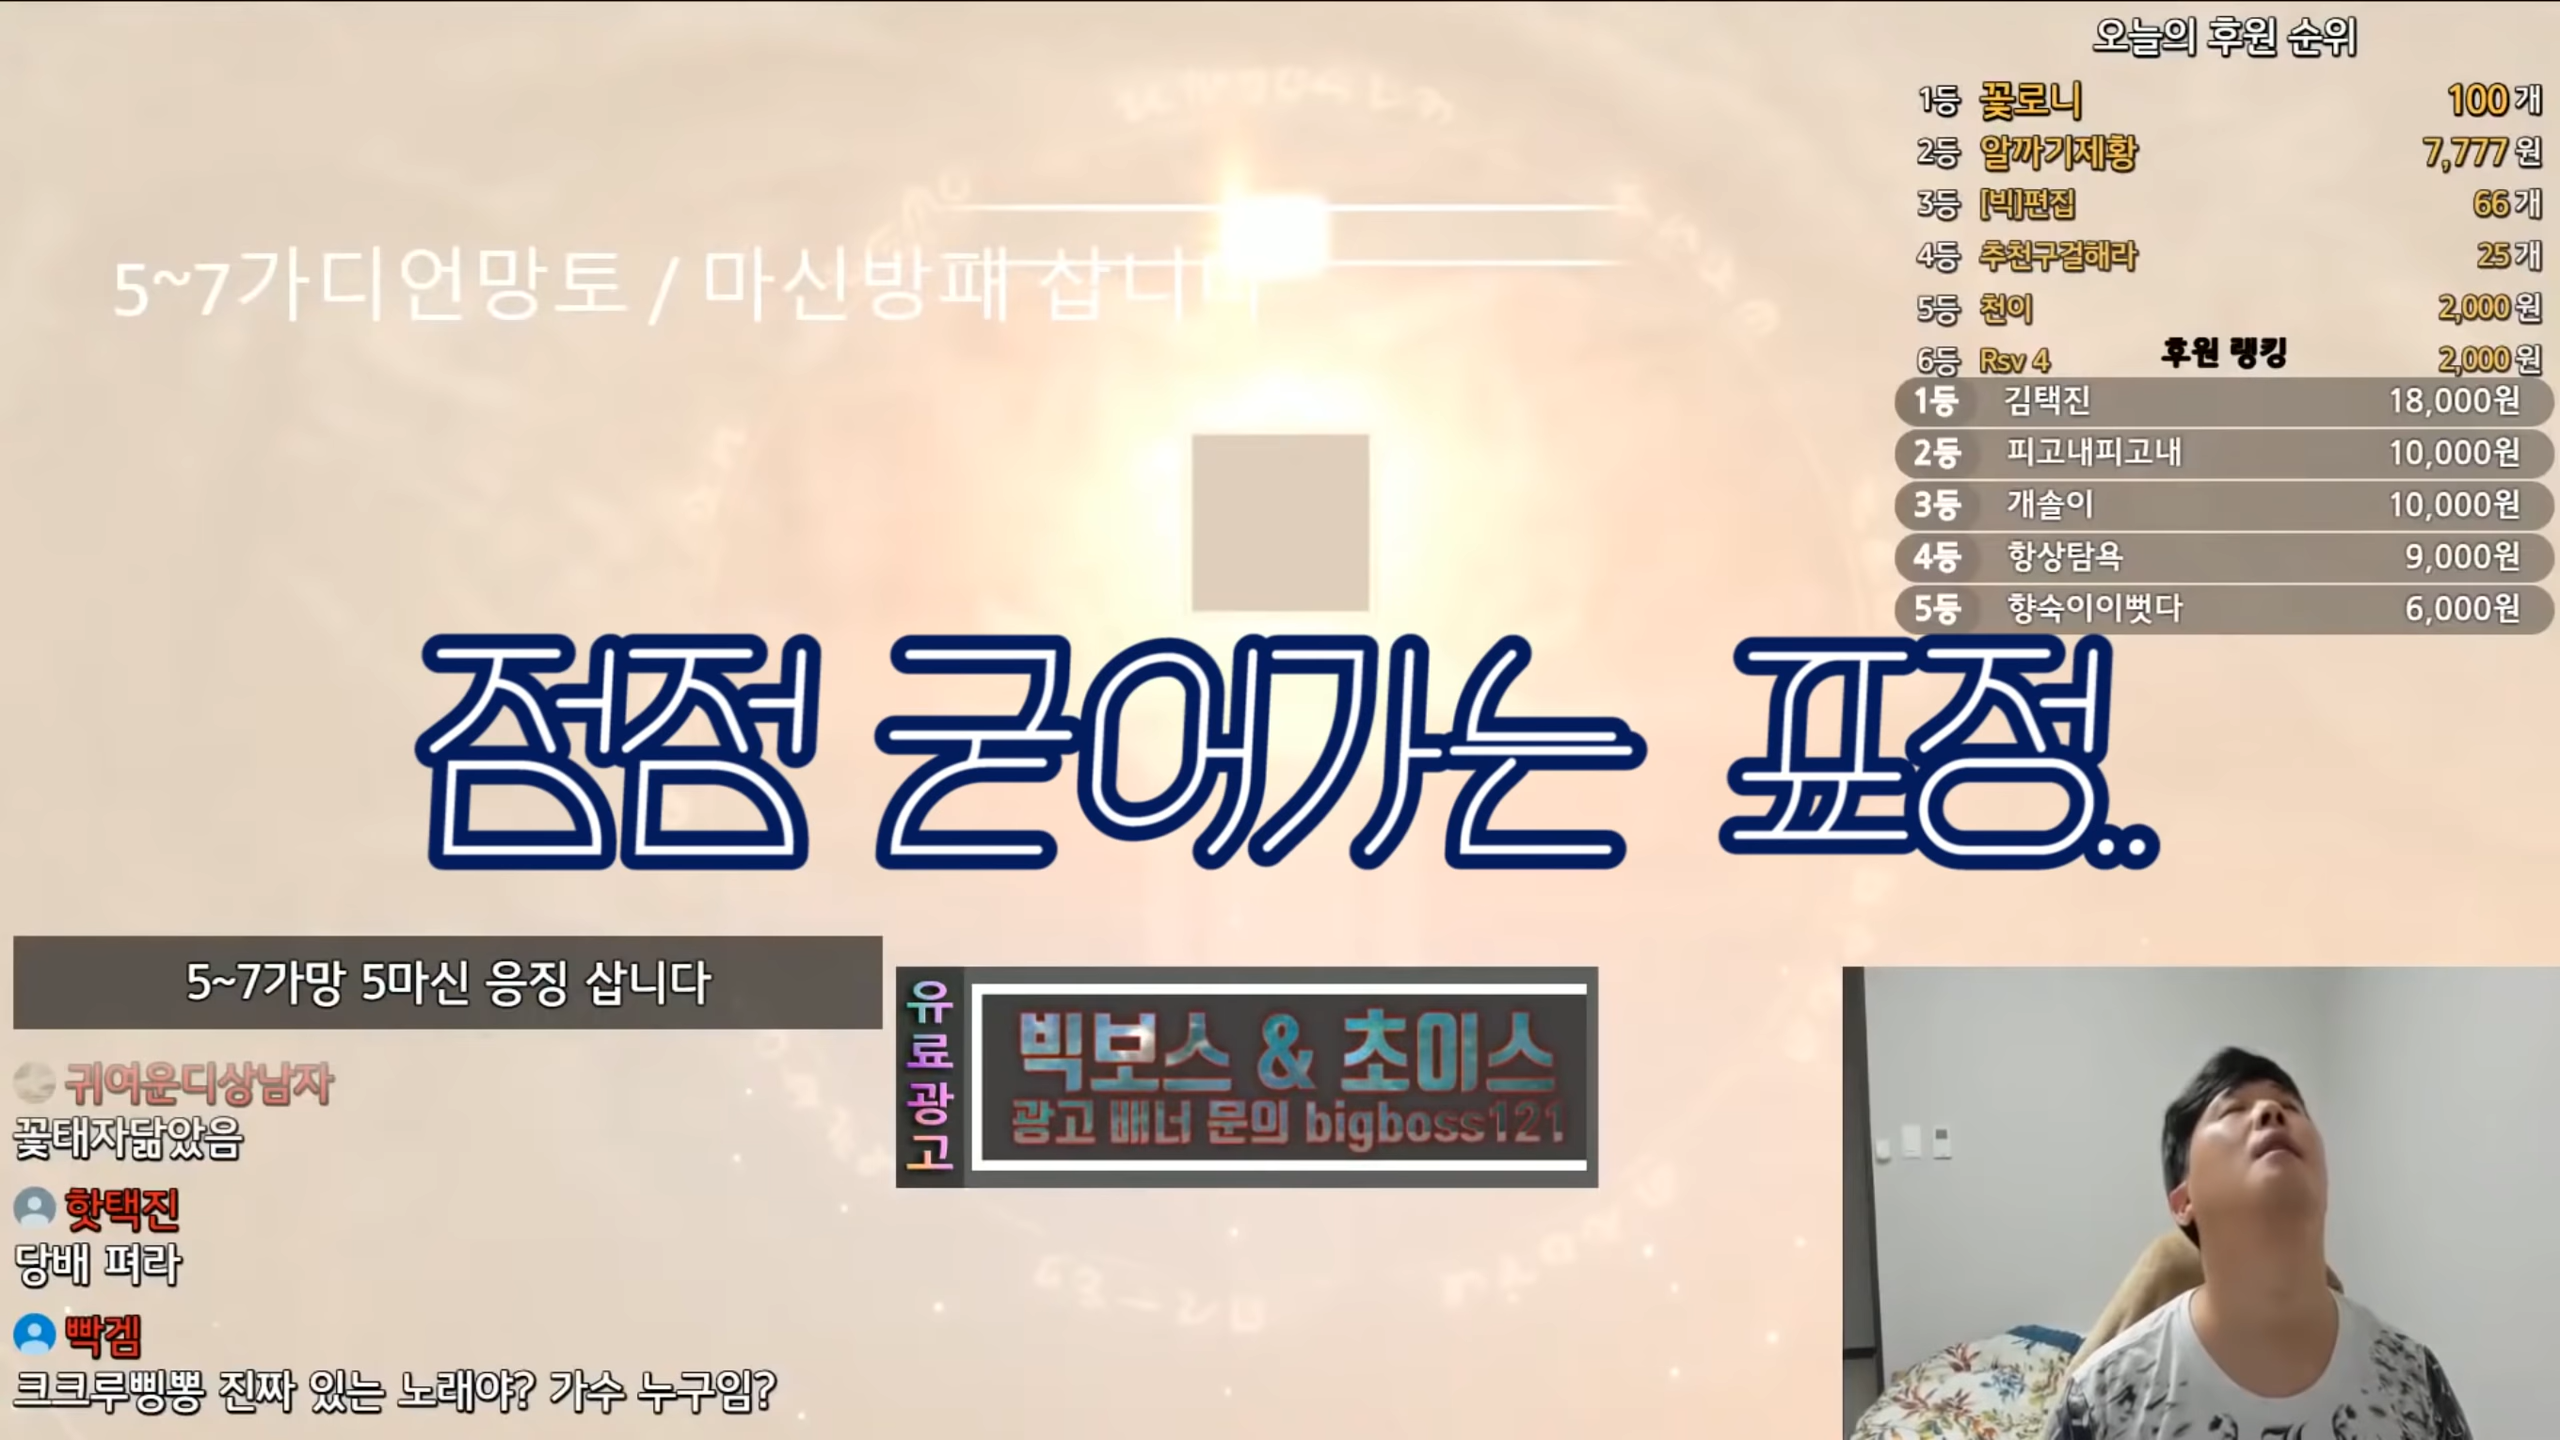 오늘의 후원 순위
1등 꽃로니 100개
2등 알까기제황 7,777원
3등 [빅]편집 66개
4등 추천구걸해라 25개
5등 천이 2,000원
6등 Rsv 4 2,000원
후원 랭킹
1등 김택진 18,000원
2등 피고내피고내 10,000원
3등 개솔이 10,000원
4등 항상탐욕 9,000원
5등 향숙이이뻣다 6,000원
5~7가디언망토 / 마신방패 삽니다
점점 굳어가는 표정..
5~7가망 5마신 응징 삽니다
유료광고
빅보스 & 초이스
광고 배너 문의 bigboss121
귀여운디상남자
꽃태자닮았음
핫택진
당배 펴라
빡겜
크크루삥뽕 진짜 있는 노래야? 가수 누구임?